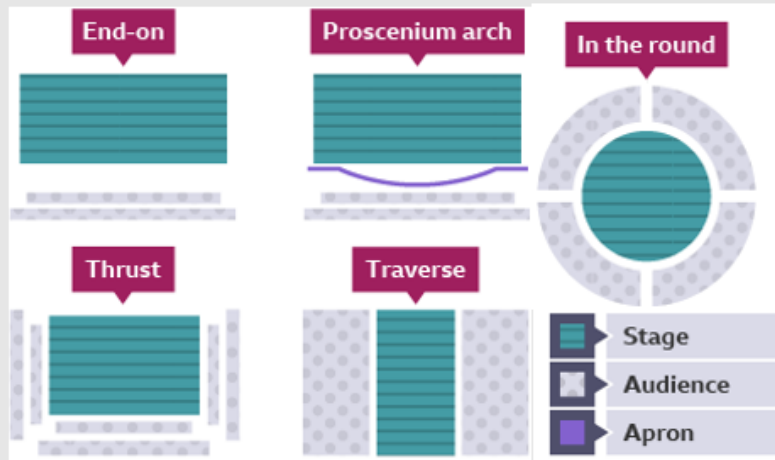 End-on
Proscenium arch
In the round
Thrust
Traverse
Stage
Audience
Apron